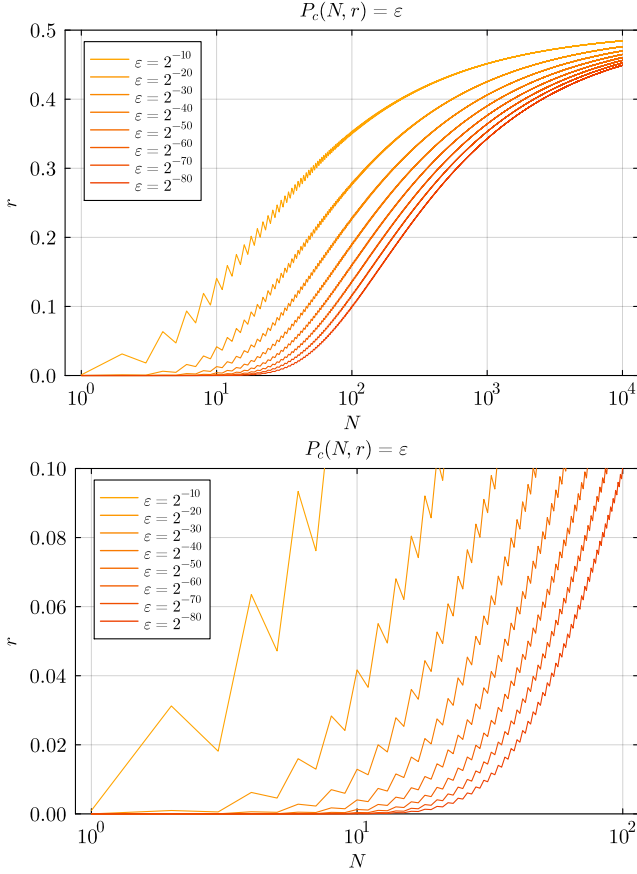 P_c(N, r) = ε
0.5
0.4
0.3
0.2
0.1
0.0
r
ε = 2^{-10}
ε = 2^{-20}
ε = 2^{-30}
ε = 2^{-40}
ε = 2^{-50}
ε = 2^{-60}
ε = 2^{-70}
ε = 2^{-80}
10^0 10^1 10^2 10^3 10^4
N
P_c(N, r) = ε
0.10
0.08
0.06
0.04
0.02
0.00
r
ε = 2^{-10}
ε = 2^{-20}
ε = 2^{-30}
ε = 2^{-40}
ε = 2^{-50}
ε = 2^{-60}
ε = 2^{-70}
ε = 2^{-80}
10^0 10^1 10^2
N